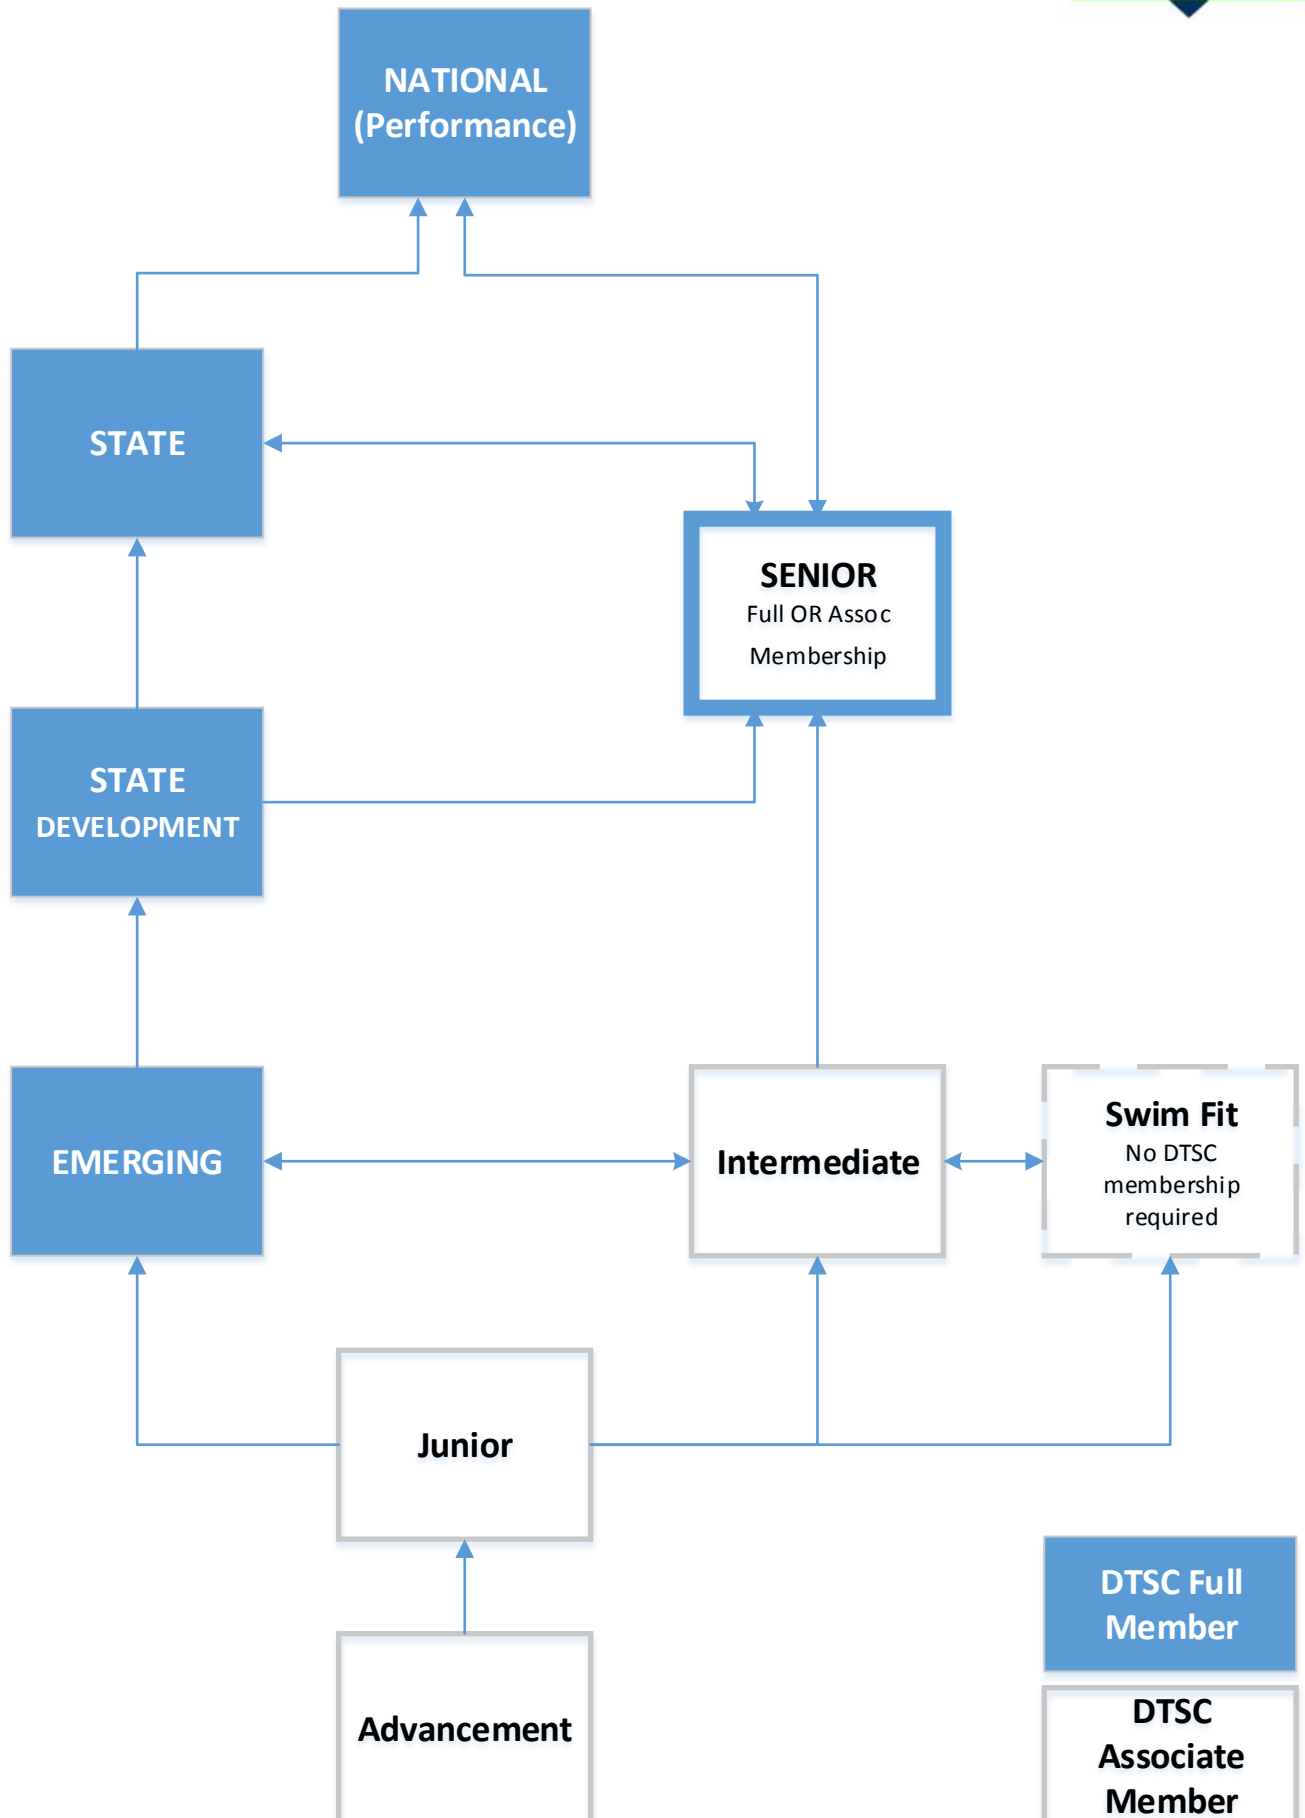 NATIONAL
(Performance)
STATE
SENIOR
Full OR Assoc
Membership
STATE
DEVELOPMENT
EMERGING
Intermediate
Swim Fit
No DTSC
membership
required
Junior
Advancement
DTSC Full
Member
DTSC
Associate
Member